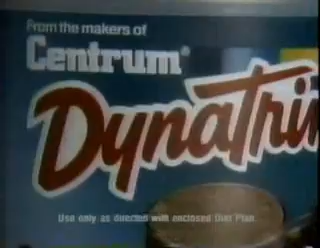 From the makers of
Centrum®
DynaTri
Use only as directed with enclosed Diet Plan